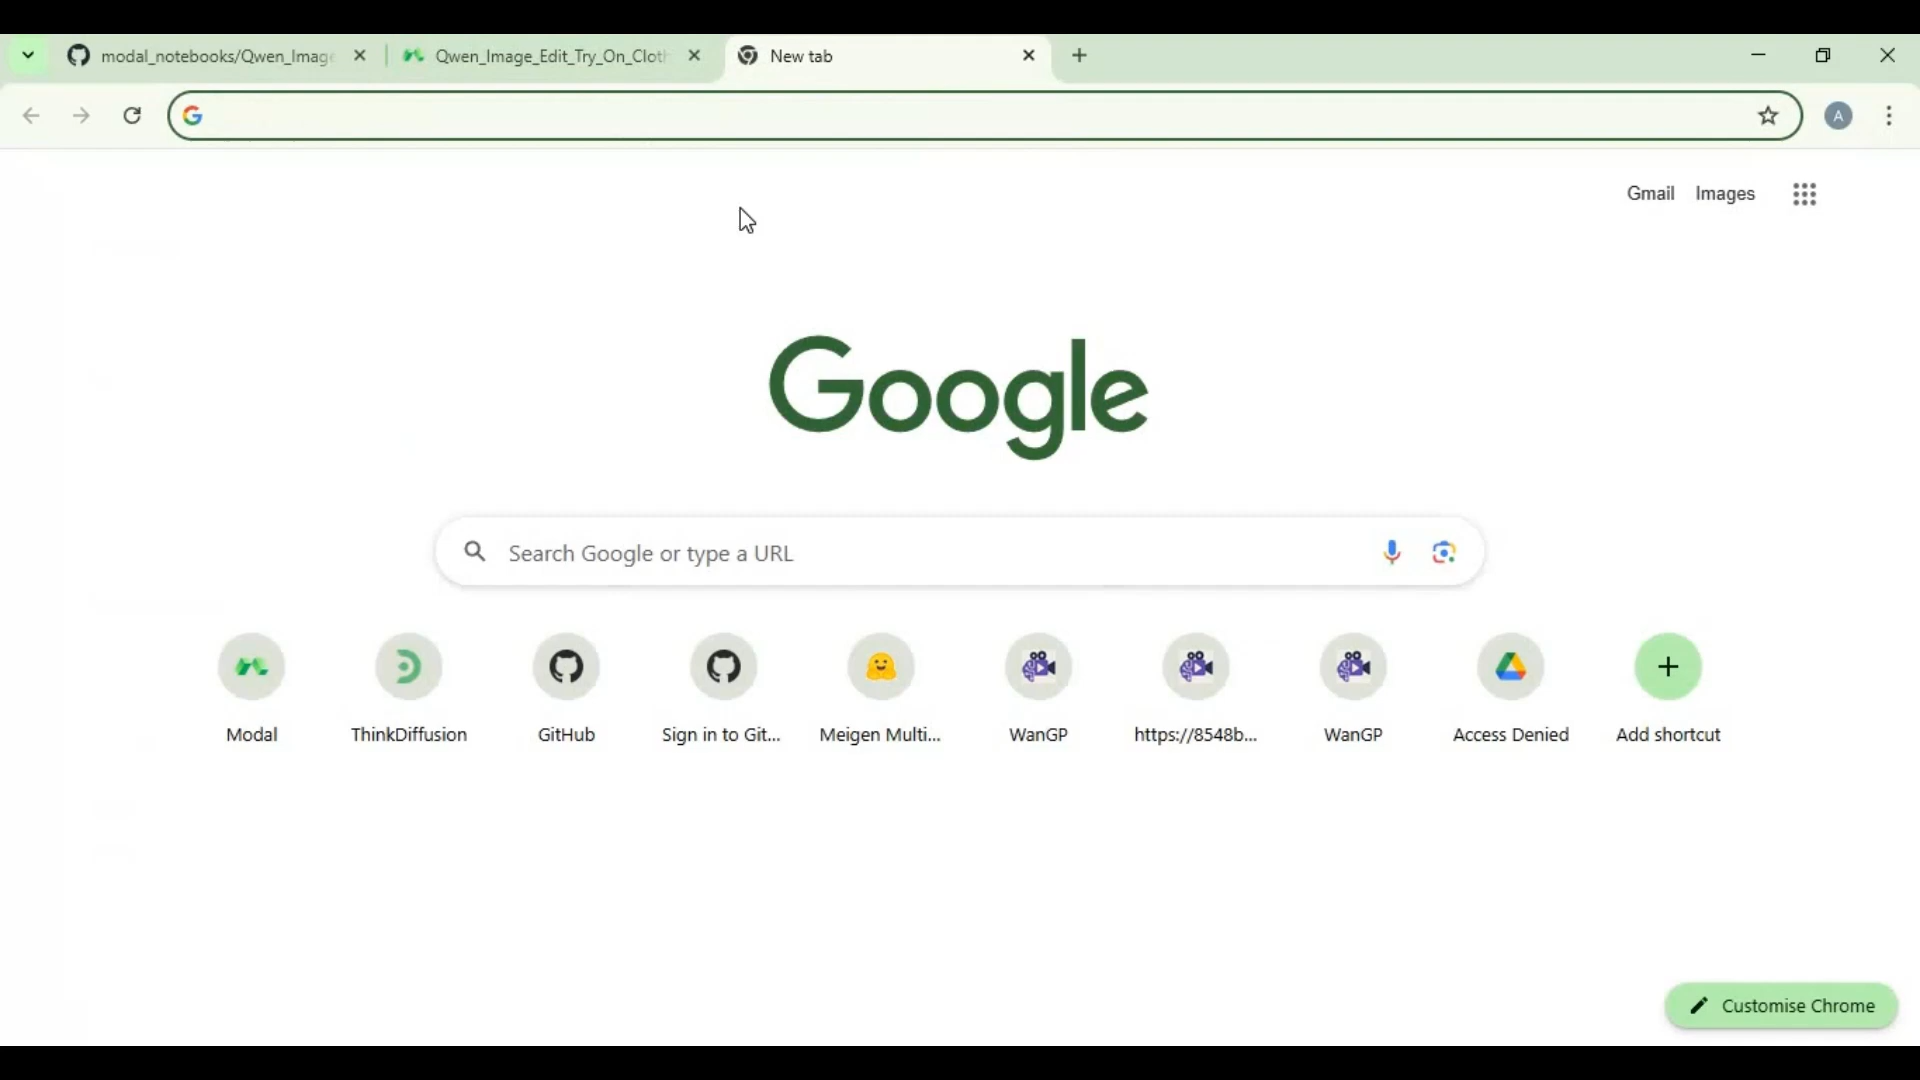 modal_notebooks/Qwen_Imag
Qwen_Image_Edit_Try_On_Clot
New tab
A
Gmail
Images
Google
Search Google or type a URL
Modal
ThinkDiffusion
GitHub
Sign in to Git...
Meigen Multi...
WanGP
https://8548b...
WanGP
Access Denied
Add shortcut
Customise Chrome